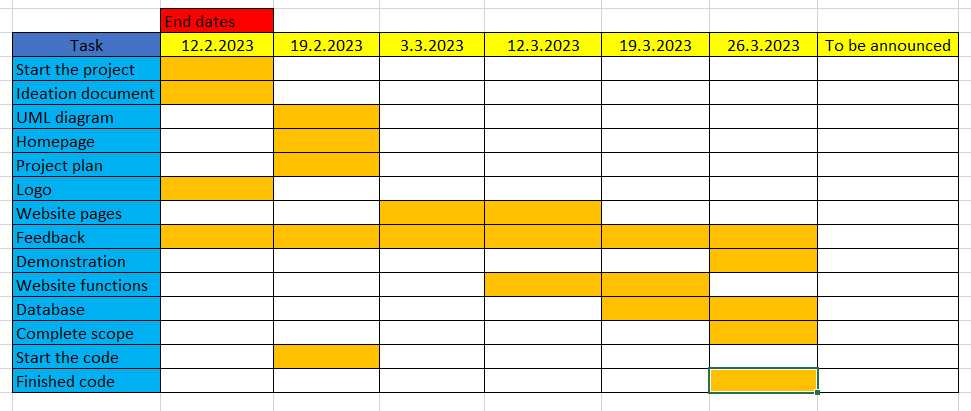 End dates
Task 12.2.2023 19.2.2023 3.3.2023 12.3.2023 19.3.2023 26.3.2023 To be announced
Start the project
Ideation document
UML diagram
Homepage
Project plan
Logo
Website pages
Feedback
Demonstration
Website functions
Database
Complete scope
Start the code
Finished code